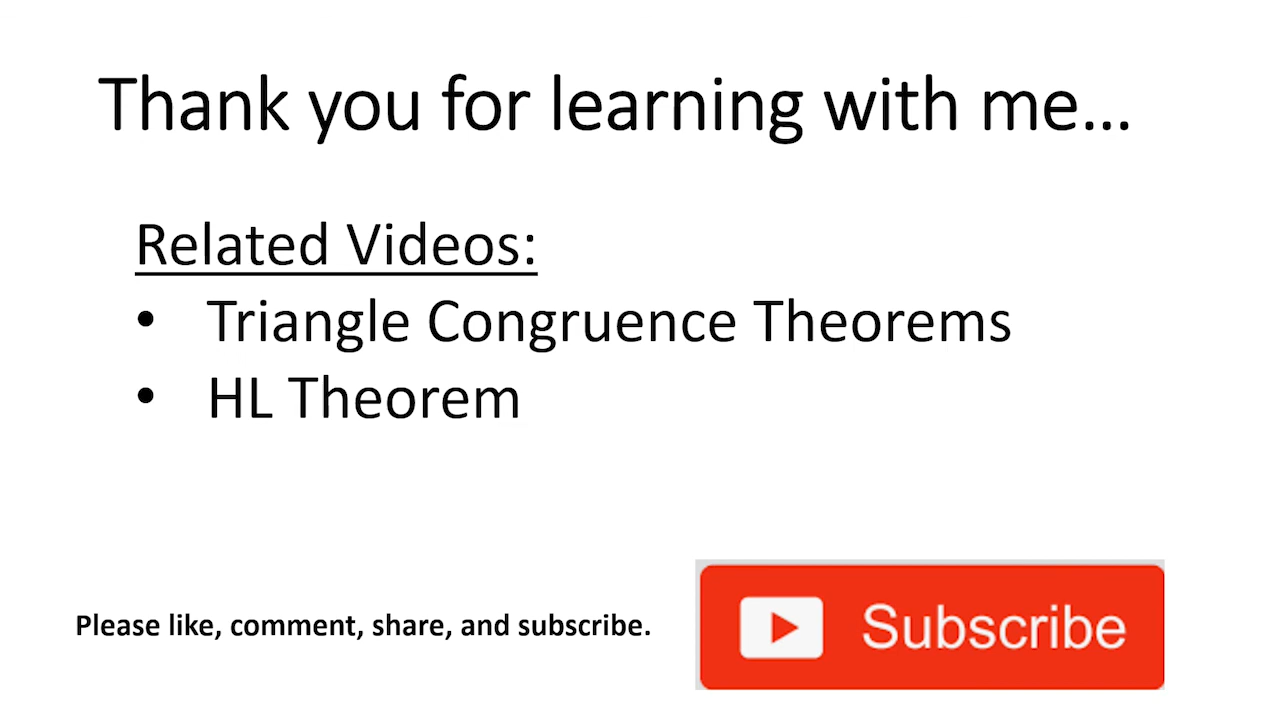 Thank you for learning with me...
Related Videos:
• Triangle Congruence Theorems
• HL Theorem
Please like, comment, share, and subscribe.
Subscribe